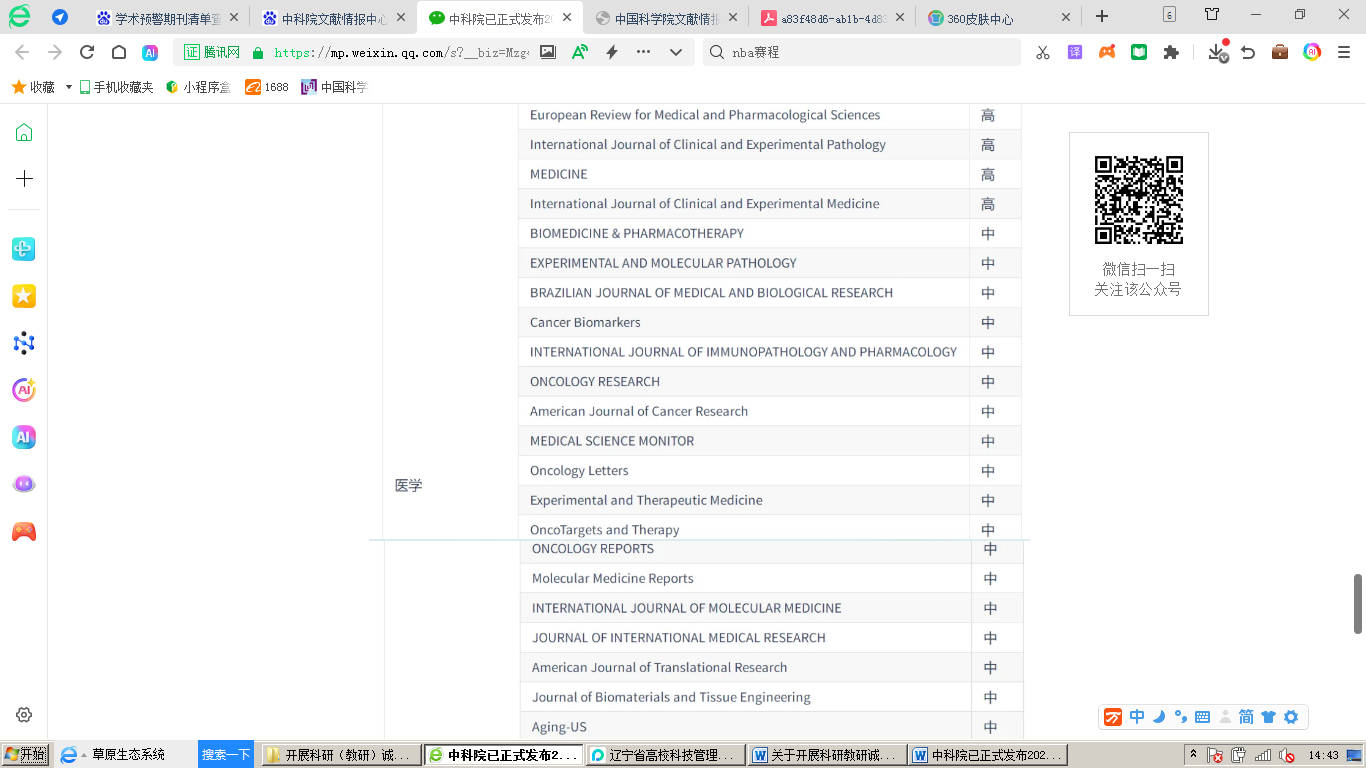 学术预警期刊清单查
中科院文献情报中心
中科院已正式发布20
中国科学院文献情报
a83f48d6-ab1b-4d8
360皮肤中心
6
证 腾讯网
https://mp.weixin.qq.com/s?__biz=Mzs
nba赛程
译
收藏
手机收藏夹
小程序盒
1688
中国科学
European Review for Medical and Pharmacological Sciences 高
International Journal of Clinical and Experimental Pathology 高
MEDICINE 高
International Journal of Clinical and Experimental Medicine 高
BIOMEDICINE & PHARMACOTHERAPY 中
EXPERIMENTAL AND MOLECULAR PATHOLOGY 中
BRAZILIAN JOURNAL OF MEDICAL AND BIOLOGICAL RESEARCH 中
Cancer Biomarkers 中
INTERNATIONAL JOURNAL OF IMMUNOPATHOLOGY AND PHARMACOLOGY 中
ONCOLOGY RESEARCH 中
American Journal of Cancer Research 中
MEDICAL SCIENCE MONITOR 中
Oncology Letters 中
医学
Experimental and Therapeutic Medicine 中
OncoTargets and Therapy 中
ONCOLOGY REPORTS 中
Molecular Medicine Reports 中
INTERNATIONAL JOURNAL OF MOLECULAR MEDICINE 中
JOURNAL OF INTERNATIONAL MEDICAL RESEARCH 中
American Journal of Translational Research 中
Journal of Biomaterials and Tissue Engineering 中
Aging-US 中
微信扫一扫
关注该公众号
AI
AI
中
简
开始
草原生态系统
搜索一下
开展科研（教研）诚...
中科院已正式发布2...
辽宁省高校科技管理...
关于开展科研教研诚...
中科院已正式发布202...
14:43